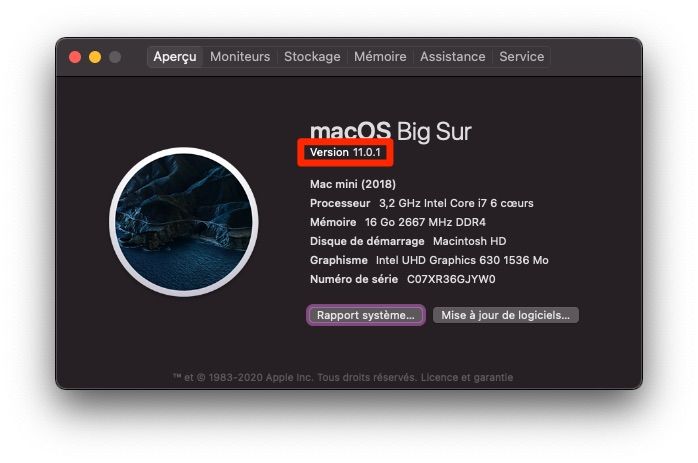 Aperçu Moniteurs Stockage Mémoire Assistance Service
macOS Big Sur
Version 11.0.1
Mac mini (2018)
Processeur 3,2 GHz Intel Core i7 6 cœurs
Mémoire 16 Go 2667 MHz DDR4
Disque de démarrage Macintosh HD
Graphisme Intel UHD Graphics 630 1536 Mo
Numéro de série C07XR36GJYW0
Rapport système... Mise à jour de logiciels...
™ et © 1983-2020 Apple Inc. Tous droits réservés. Licence et garantie